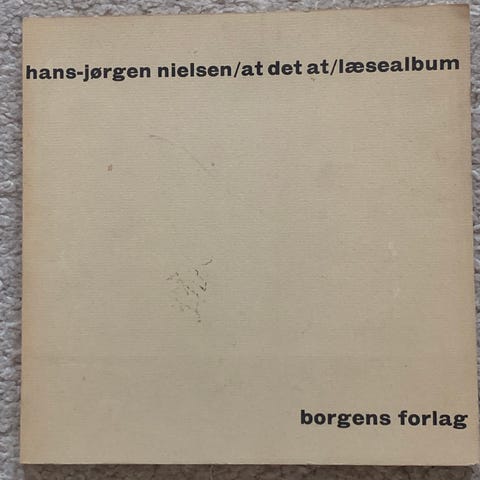 hans-jørgen nielsen/at det at/læsealbum
borgens forlag